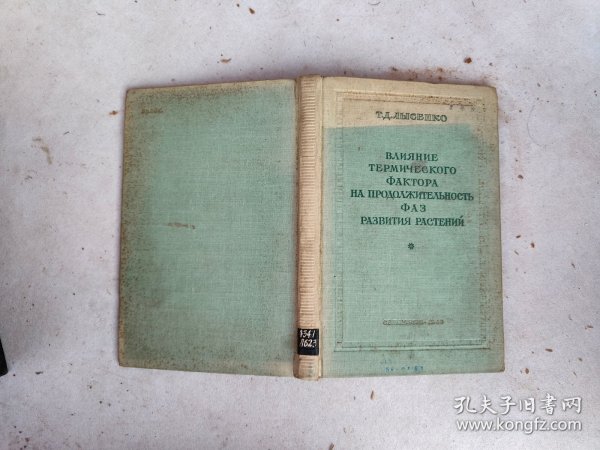 Т.Д.ЛЫСЕНКО
ВЛИЯНИЕ
ТЕРМИЧЕСКОГО
ФАКТОРА
НА ПРОДОЛЖИТЕЛЬНОСТЬ
ФАЗ
РАЗВИТИЯ РАСТЕНИЙ
*
孔夫子旧书网
www.kongfz.com